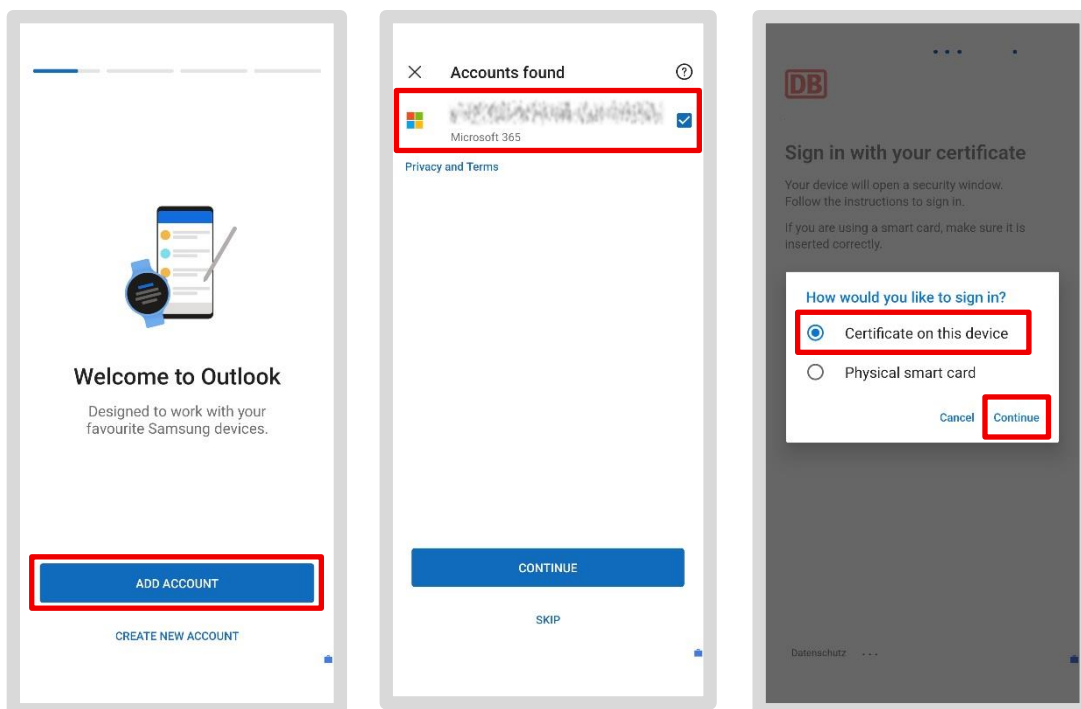 Welcome to Outlook
Designed to work with your
favourite Samsung devices.
ADD ACCOUNT
CREATE NEW ACCOUNT
Accounts found
Microsoft 365
Privacy and Terms
CONTINUE
SKIP
DB
Sign in with your certificate
Your device will open a security window.
Follow the instructions to sign in.
If you are using a smart card, make sure it is
inserted correctly.
How would you like to sign in?
Certificate on this device
Physical smart card
Cancel Continue
Datenschutz ...